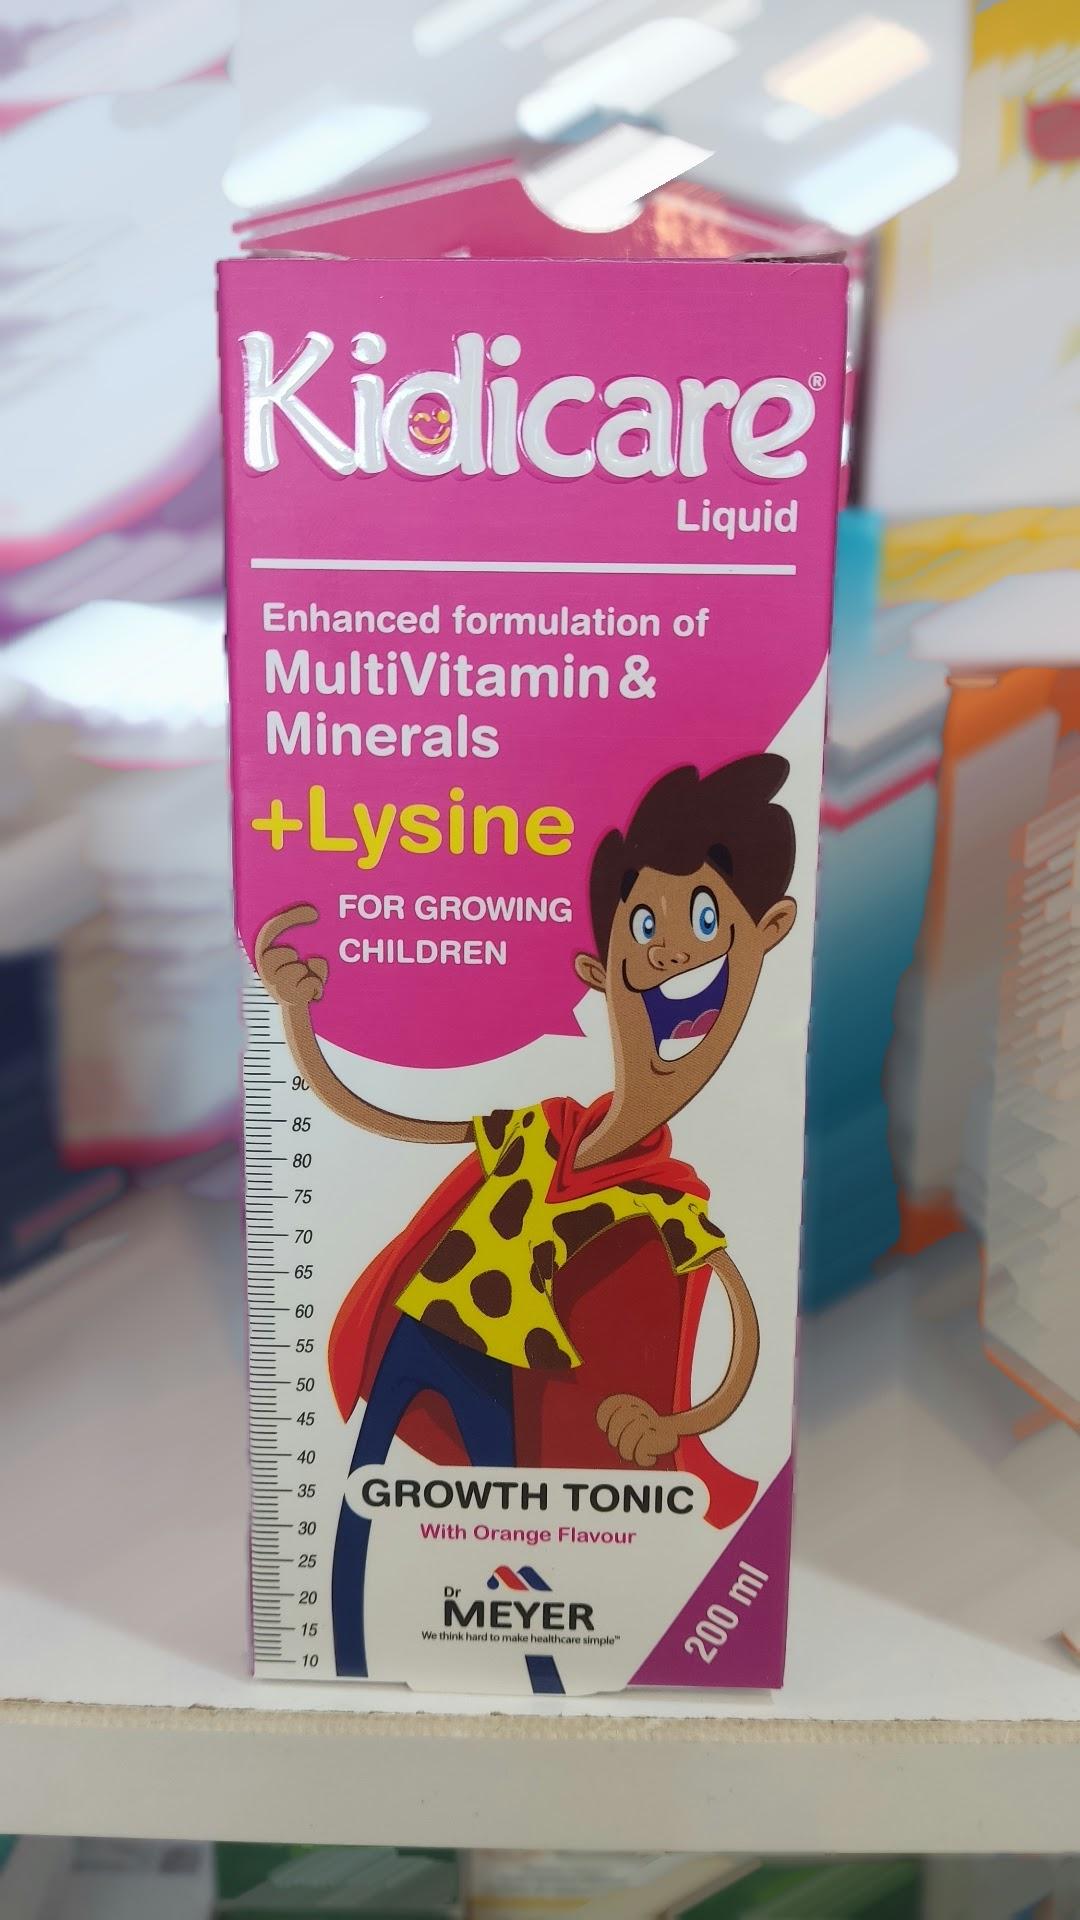 Kidicare®
Liquid
Enhanced formulation of
MultiVitamin &
Minerals
+Lysine
FOR GROWING
CHILDREN
90
85
80
75
70
65
60
55
50
45
40
35
30
25
20
15
10
GROWTH TONIC
With Orange Flavour
Dr
MEYER
We think hard to make healthcare simple™
200 ml